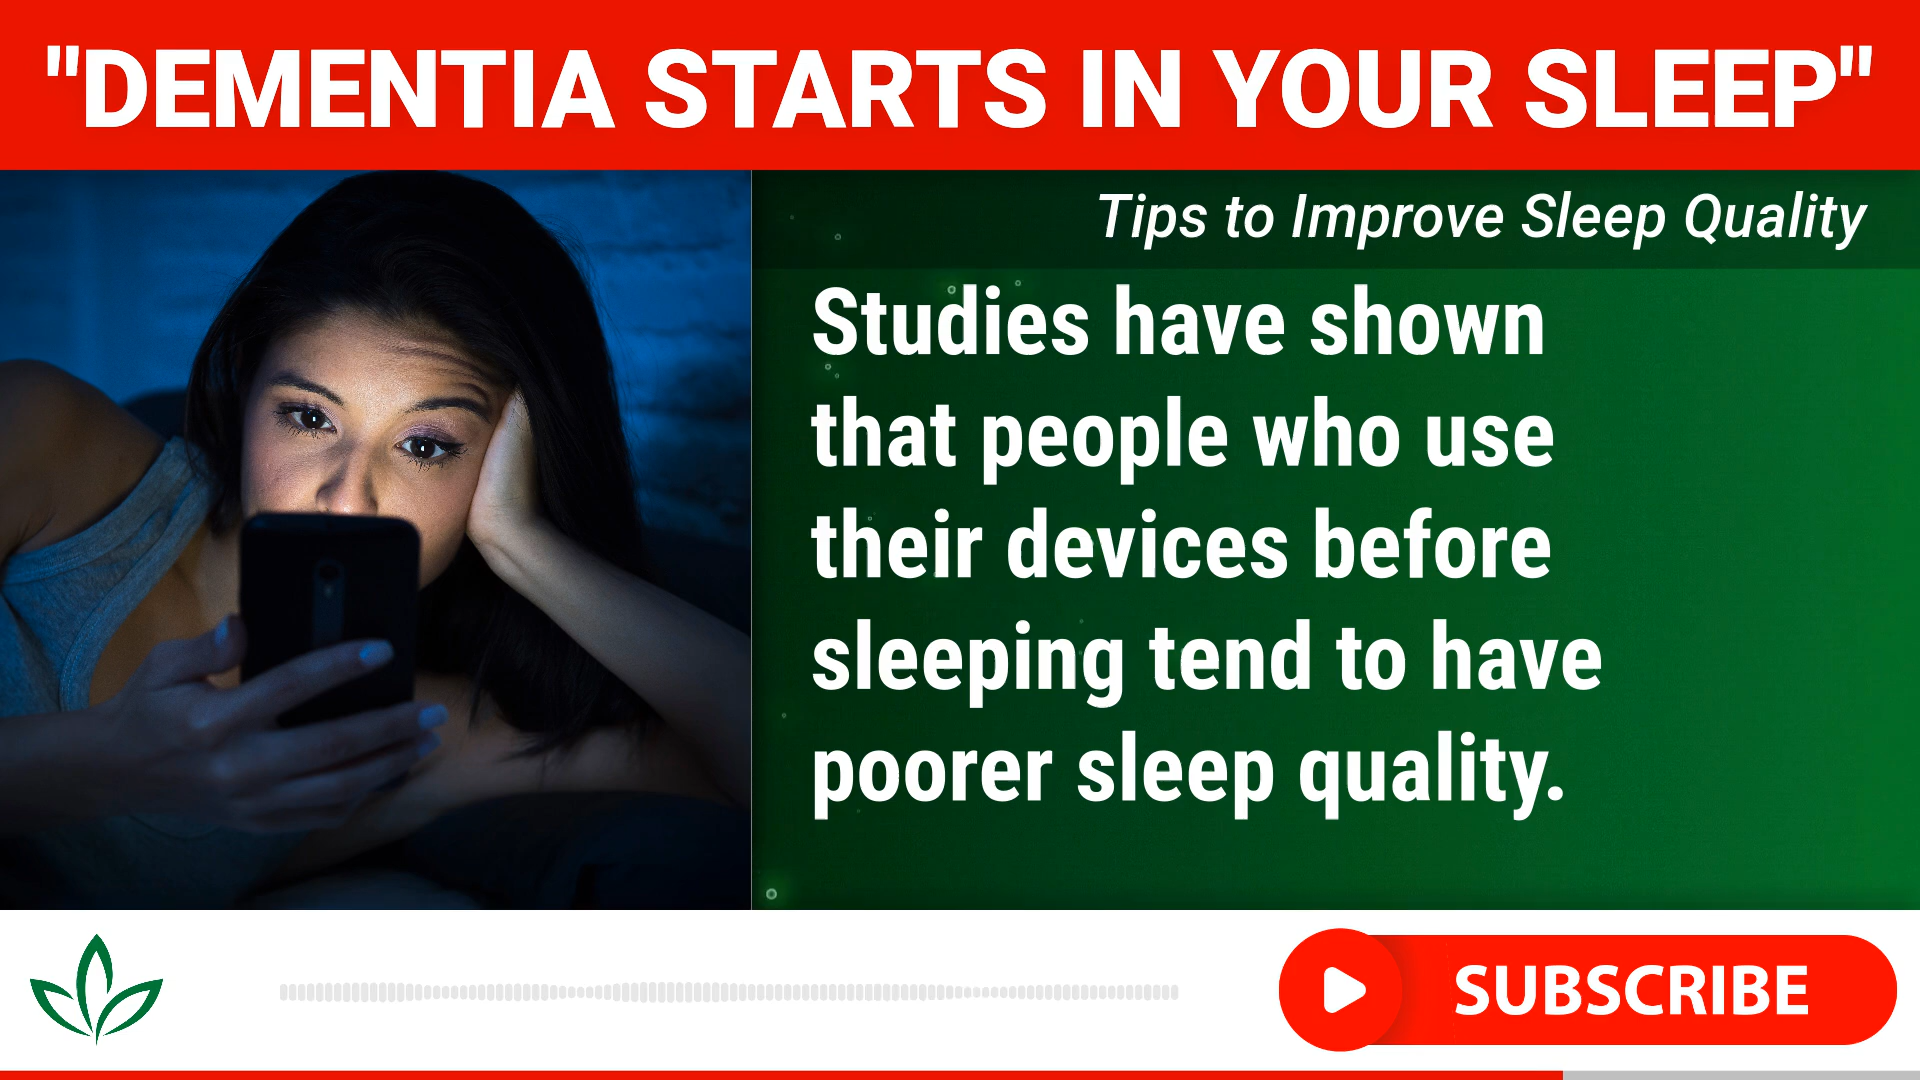 "DEMENTIA STARTS IN YOUR SLEEP"
Tips to Improve Sleep Quality
Studies have shown
that people who use
their devices before
sleeping tend to have
poorer sleep quality.
SUBSCRIBE